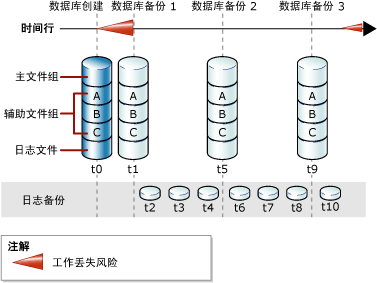 数据库创建 数据库备份 1 数据库备份 2 数据库备份 3
时间行
主文件组
A A A A
辅助文件组 B B B B
C C C C
日志文件
t0 t1 t5 t9
日志备份
t2 t3 t4 t6 t7 t8 t10
注解
工作丢失风险